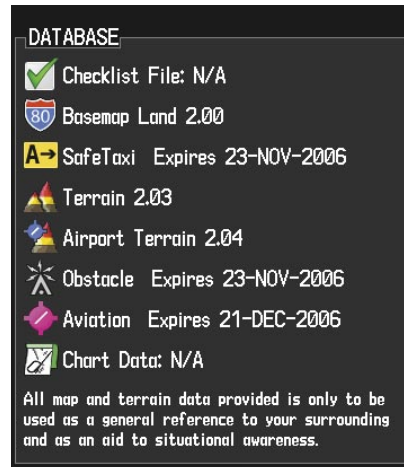 DATABASE
Checklist File: N/A
80 Basemap Land 2.00
A→ SafeTaxi Expires 23-NOV-2006
Terrain 2.03
Airport Terrain 2.04
Obstacle Expires 23-NOV-2006
Aviation Expires 21-DEC-2006
Chart Data: N/A
All map and terrain data provided is only to be
used as a general reference to your surrounding
and as an aid to situational awareness.